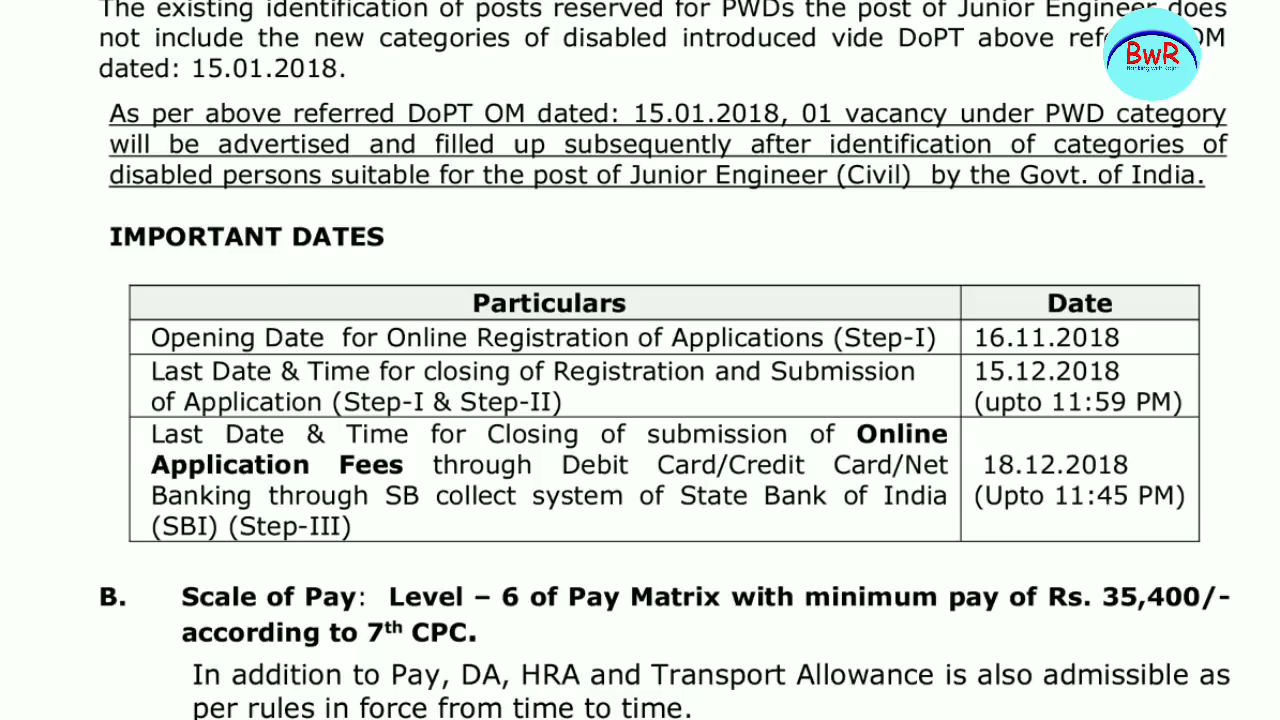 The existing identification of posts reserved for PWDs the post of Junior Engineer does
not include the new categories of disabled introduced vide DoPT above OM
dated: 15.01.2018.
BwR
As per above referred DoPT OM dated: 15.01.2018, 01 vacancy under PWD category
will be advertised and filled up subsequently after identification of categories of
disabled persons suitable for the post of Junior Engineer (Civil) by the Govt. of India.
IMPORTANT DATES
Particulars Date
Opening Date for Online Registration of Applications (Step-I) 16.11.2018
Last Date & Time for closing of Registration and Submission 15.12.2018
of Application (Step-I & Step-II) (upto 11:59 PM)
Last Date & Time for Closing of submission of Online
Application Fees through Debit Card/Credit Card/Net 18.12.2018
Banking through SB collect system of State Bank of India (Upto 11:45 PM)
(SBI) (Step-III)
B. Scale of Pay: Level – 6 of Pay Matrix with minimum pay of Rs. 35,400/-
according to 7th CPC.
In addition to Pay, DA, HRA and Transport Allowance is also admissible as
per rules in force from time to time.